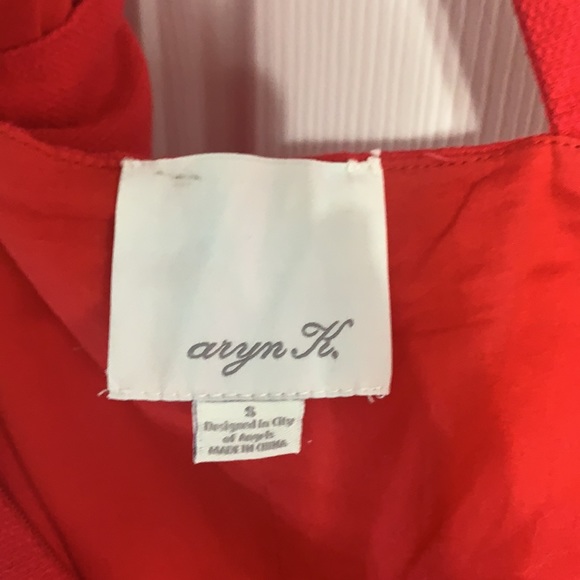 aryn K.
S
Designed in City
of Angels
MADE IN CHINA